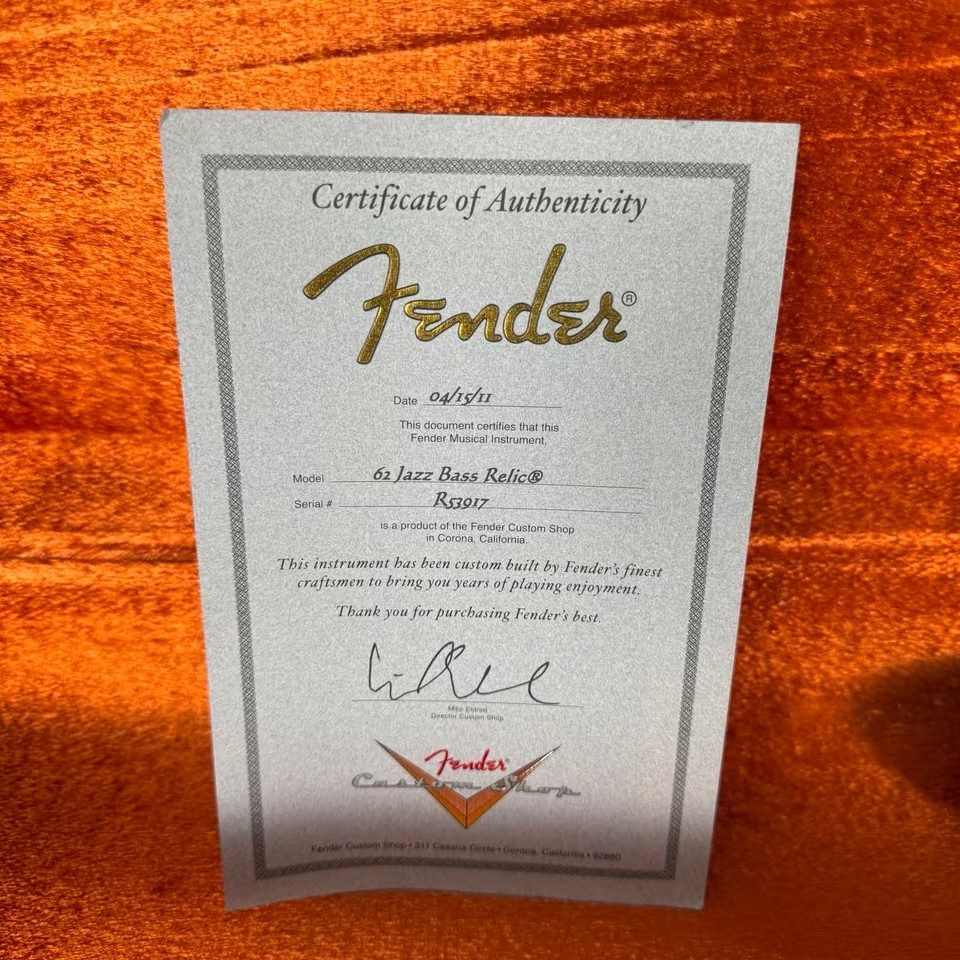 Certificate of Authenticity
Fender®
Date 04/15/11
This document certifies that this
Fender Musical Instrument,
Model 62 Jazz Bass Relic®
Serial # R53917
is a product of the Fender Custom Shop
in Corona, California.
This instrument has been custom built by Fender's finest
craftsmen to bring you years of playing enjoyment.
Thank you for purchasing Fender's best.
Mike Eldred
Director Custom Shop
Fender®
Custom Shop
Fender Custom Shop • 311 Cessna Circle • Corona, California • 92880